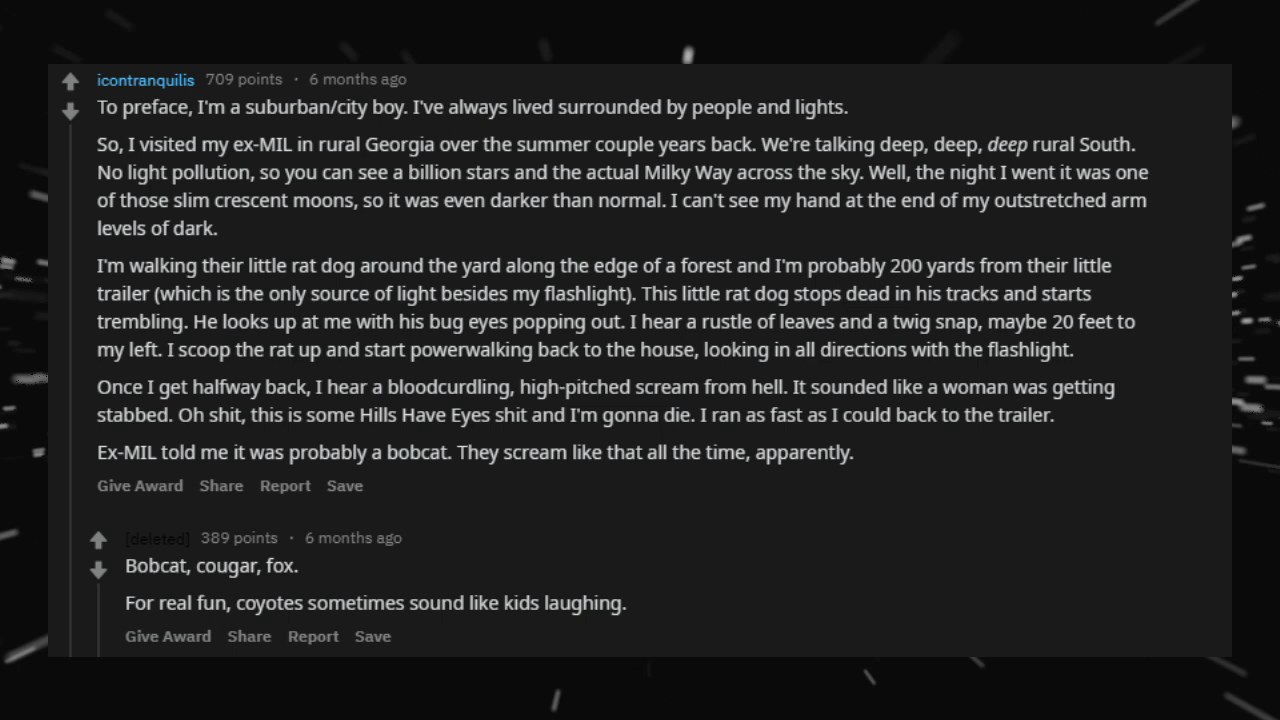 icontranquilis 709 points · 6 months ago
To preface, I'm a suburban/city boy. I've always lived surrounded by people and lights.
So, I visited my ex-MIL in rural Georgia over the summer couple years back. We're talking deep, deep, deep rural South.
No light pollution, so you can see a billion stars and the actual Milky Way across the sky. Well, the night I went it was one
of those slim crescent moons, so it was even darker than normal. I can't see my hand at the end of my outstretched arm
levels of dark.
I'm walking their little rat dog around the yard along the edge of a forest and I'm probably 200 yards from their little
trailer (which is the only source of light besides my flashlight). This little rat dog stops dead in his tracks and starts
trembling. He looks up at me with his bug eyes popping out. I hear a rustle of leaves and a twig snap, maybe 20 feet to
my left. I scoop the rat up and start powerwalking back to the house, looking in all directions with the flashlight.
Once I get halfway back, I hear a bloodcurdling, high-pitched scream from hell. It sounded like a woman was getting
stabbed. Oh shit, this is some Hills Have Eyes shit and I'm gonna die. I ran as fast as I could back to the trailer.
Ex-MIL told me it was probably a bobcat. They scream like that all the time, apparently.
Give Award Share Report Save
[deleted] 389 points · 6 months ago
Bobcat, cougar, fox.
For real fun, coyotes sometimes sound like kids laughing.
Give Award Share Report Save